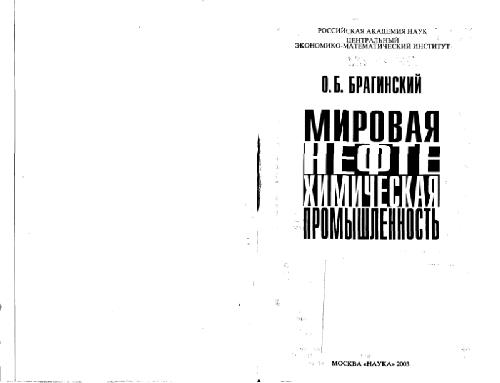 РОССИЙСКАЯ АКАДЕМИЯ НАУК
ЦЕНТРАЛЬНЫЙ
ЭКОНОМИКО-МАТЕМАТИЧЕСКИЙ ИНСТИТУТ
О.Б. БРАГИНСКИЙ
МИРОВАЯ
НЕФТЕ
ХИМИЧЕСКАЯ
ПРОМЫШЛЕННОСТЬ
МОСКВА «НАУКА» 2003